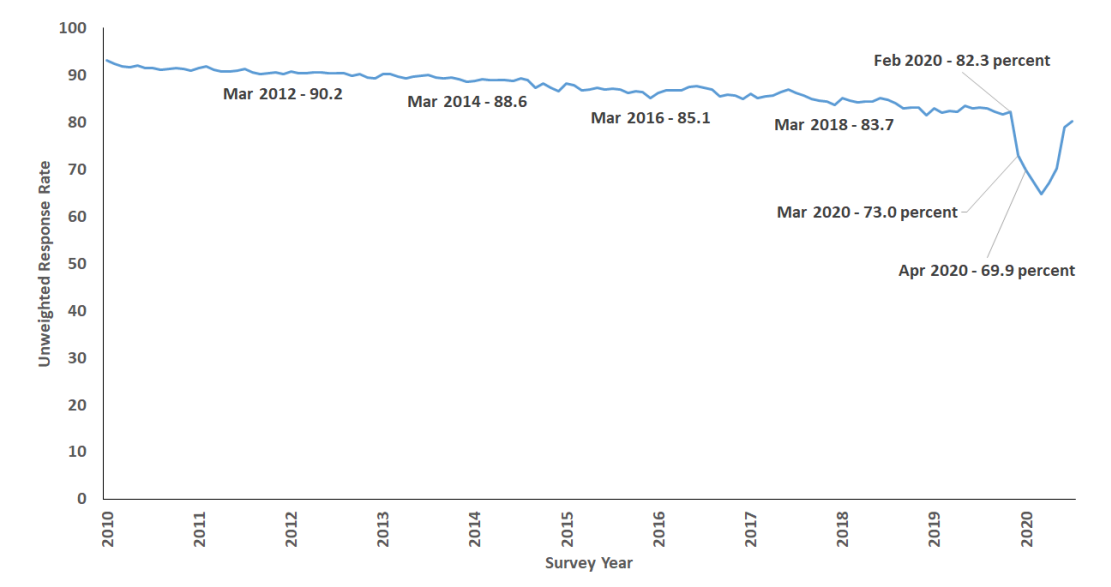 100
90
80
70
60
50
40
30
20
10
0
Unweighted Response Rate
Mar 2012 - 90.2
Mar 2014 - 88.6
Mar 2016 - 85.1
Mar 2018 - 83.7
Feb 2020 - 82.3 percent
Mar 2020 - 73.0 percent
Apr 2020 - 69.9 percent
2010
2011
2012
2013
2014
2015
2016
2017
2018
2019
2020
Survey Year